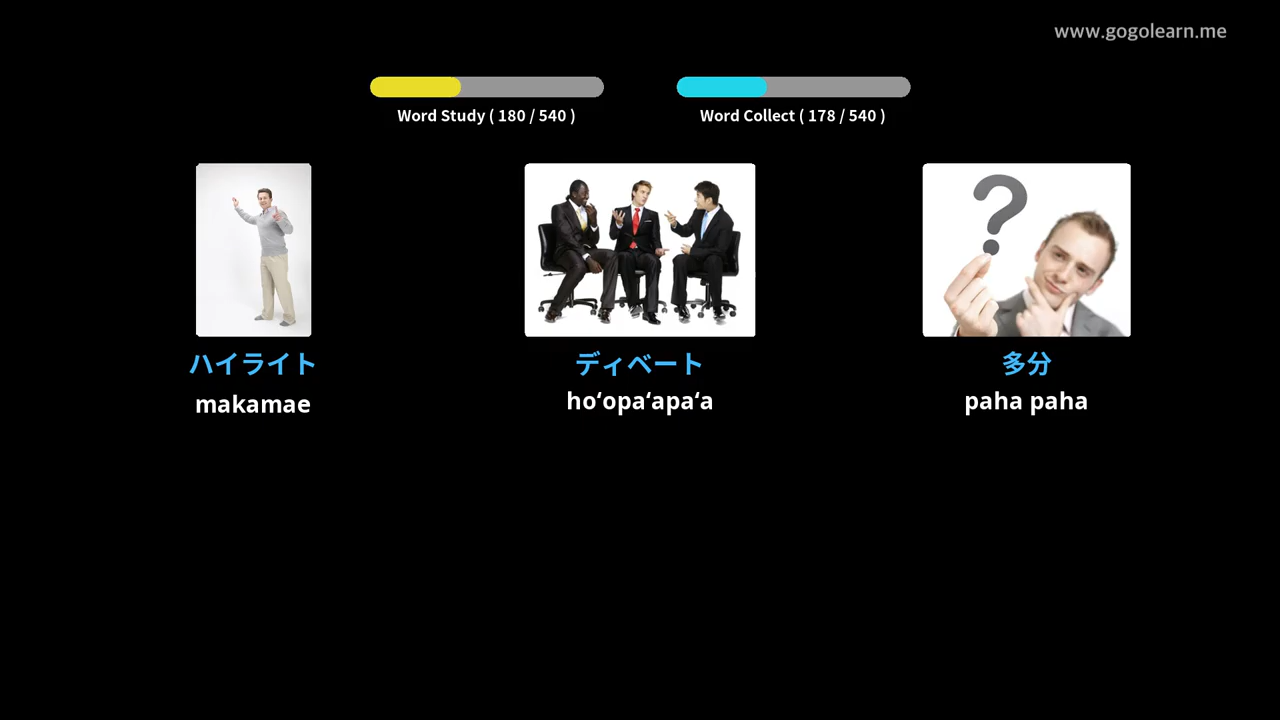 www.gogolearn.me
Word Study ( 180 / 540 )
Word Collect ( 178 / 540 )
ハイライト
ディベート
多分
makamae
hoʻopaʻapaʻa
paha paha